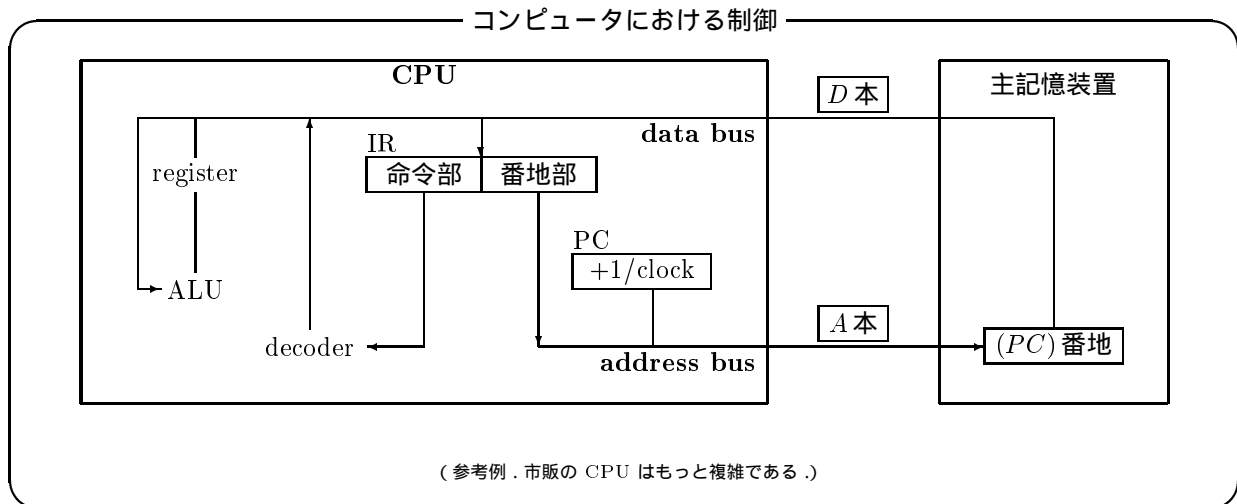 コンピュータにおける制御
CPU
D 本
主記憶装置
data bus
IR
register
命令部
番地部
PC
+1/clock
ALU
A 本
decoder
(PC) 番地
address bus
( 参考例 . 市販の CPU はもっと複雑である .)